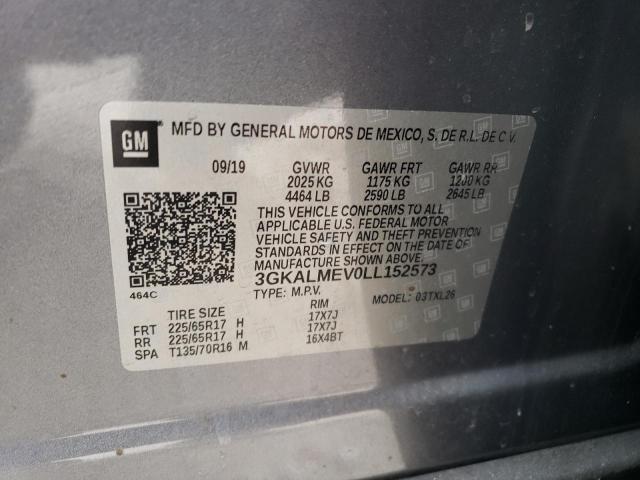 GM MFD BY GENERAL MOTORS DE MEXICO, S. DE R.L. DE C.V.
09/19 GVWR GAWR FRT GAWR RR
2025 KG 1175 KG 1200 KG
4464 LB 2590 LB 2645 LB
THIS VEHICLE CONFORMS TO ALL
APPLICABLE U.S. FEDERAL MOTOR
VEHICLE SAFETY AND THEFT PREVENTION
STANDARDS IN EFFECT ON THE DATE OF
MANUFACTURE SHOWN ABOVE.
3GKALMEV0LL152573
464C TYPE: M.P.V. MODEL: 03TXL26
TIRE SIZE RIM
FRT 225/65R17 H 17X7J
RR 225/65R17 H 17X7J
SPA T135/70R16 M 16X4BT